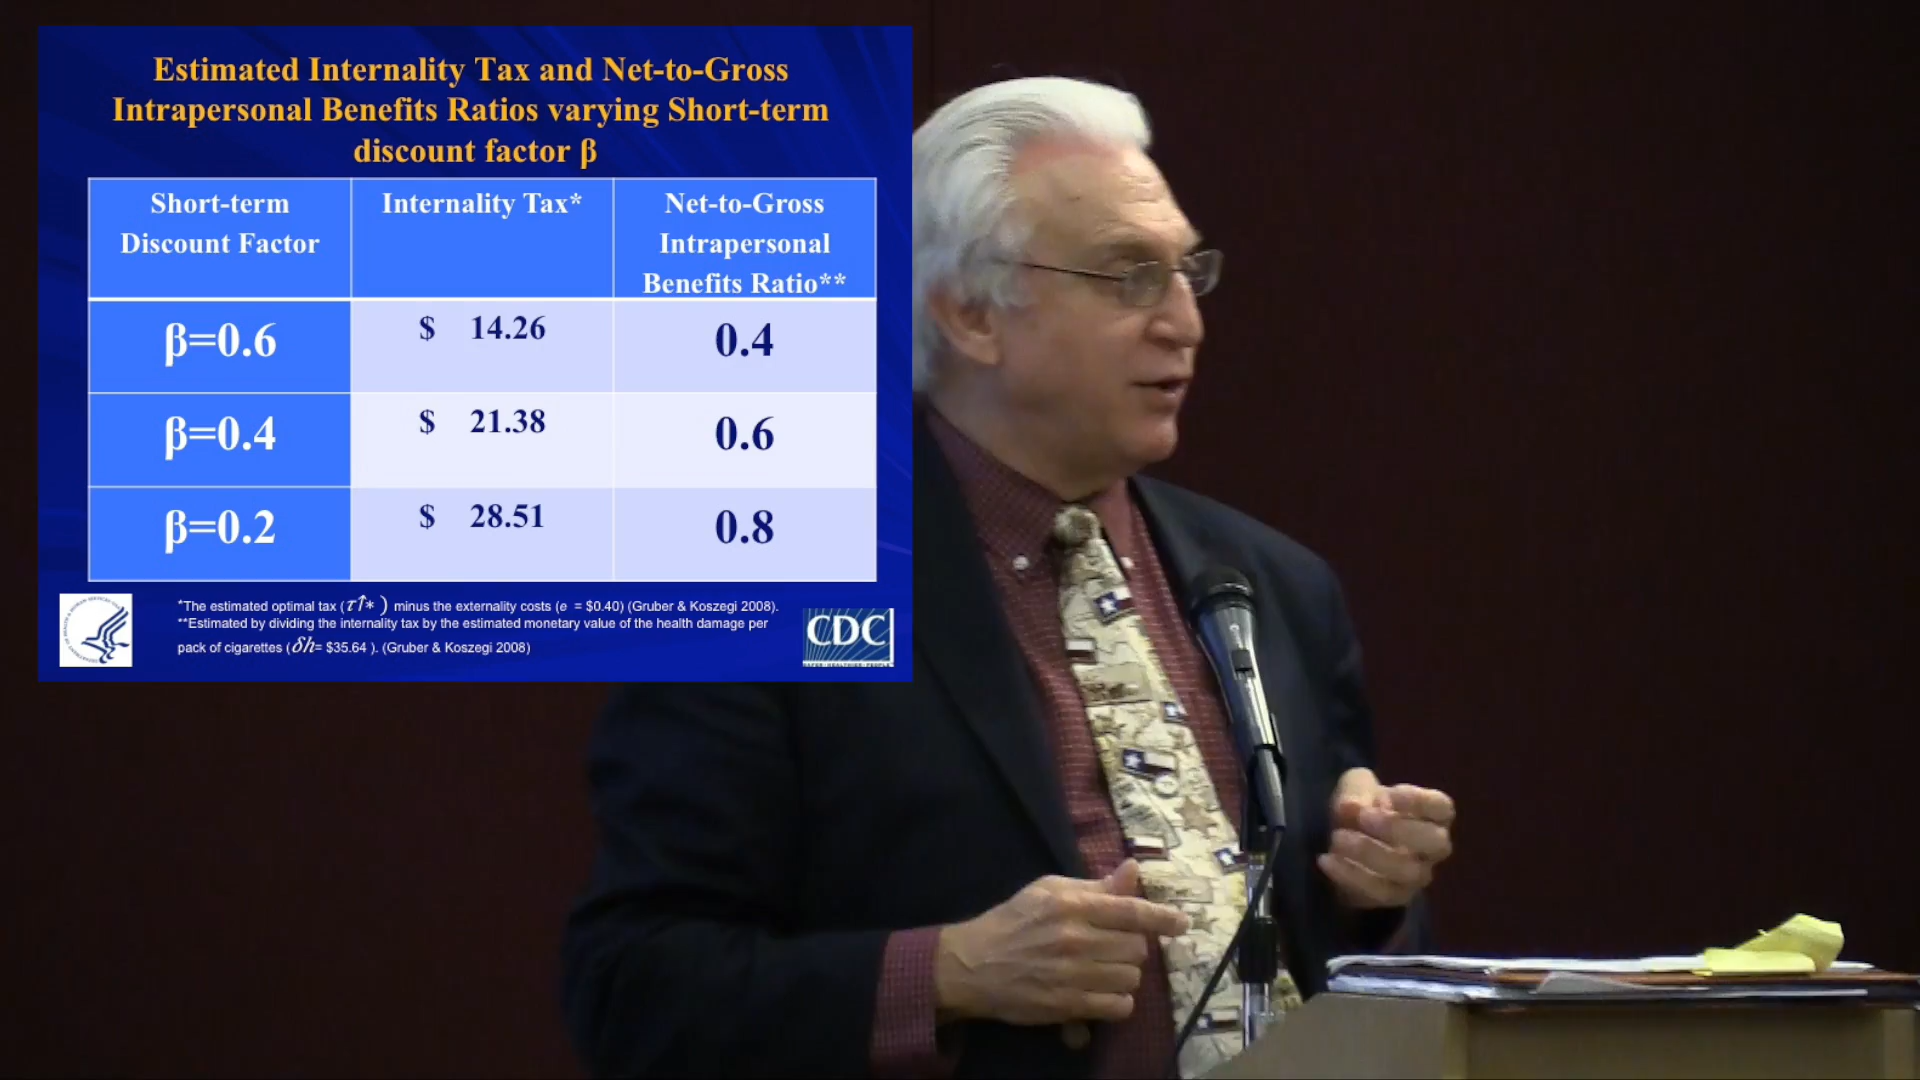 Estimated Internality Tax and Net-to-Gross
Intrapersonal Benefits Ratios varying Short-term
discount factor β
Short-term
Discount Factor
Internality Tax*
Net-to-Gross
Intrapersonal
Benefits Ratio**
β=0.6
$ 14.26
0.4
β=0.4
$ 21.38
0.6
β=0.2
$ 28.51
0.8
*The estimated optimal tax (τ↑* ) minus the externality costs (e = $0.40) (Gruber & Koszegi 2008).
**Estimated by dividing the internality tax by the estimated monetary value of the health damage per
pack of cigarettes (δh= $35.64 ). (Gruber & Koszegi 2008)
CDC